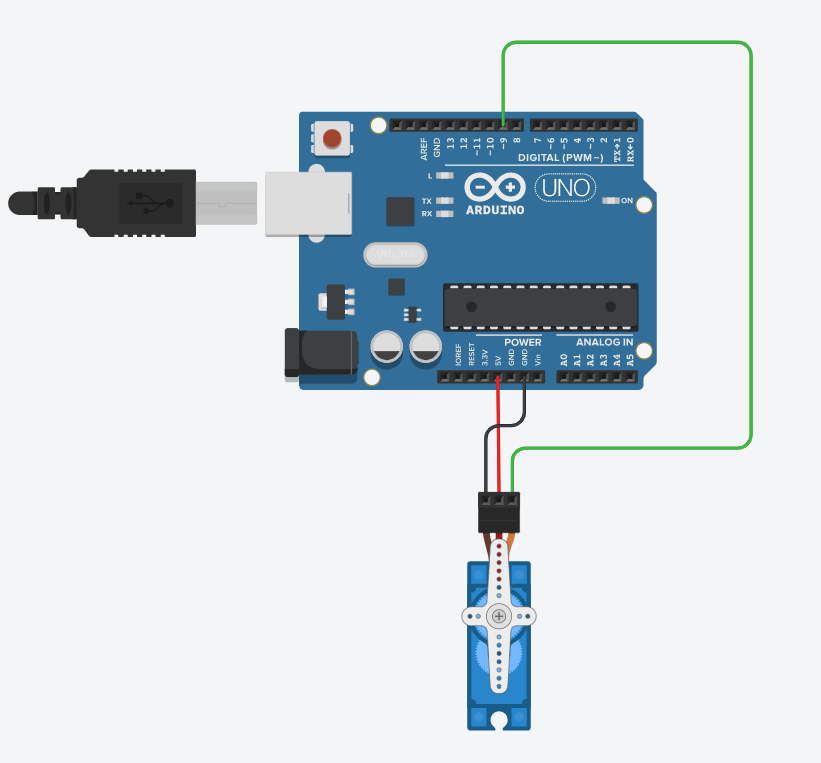 AREF
GND
13
12
~11
~10
~9
8
7
~6
~5
4
~3
2
TX→1
RX←0
DIGITAL (PWM~)
L
TX
RX
UNO
ON
ARDUINO
POWER
ANALOG IN
IOREF
RESET
3.3V
5V
GND
GND
Vin
A0
A1
A2
A3
A4
A5